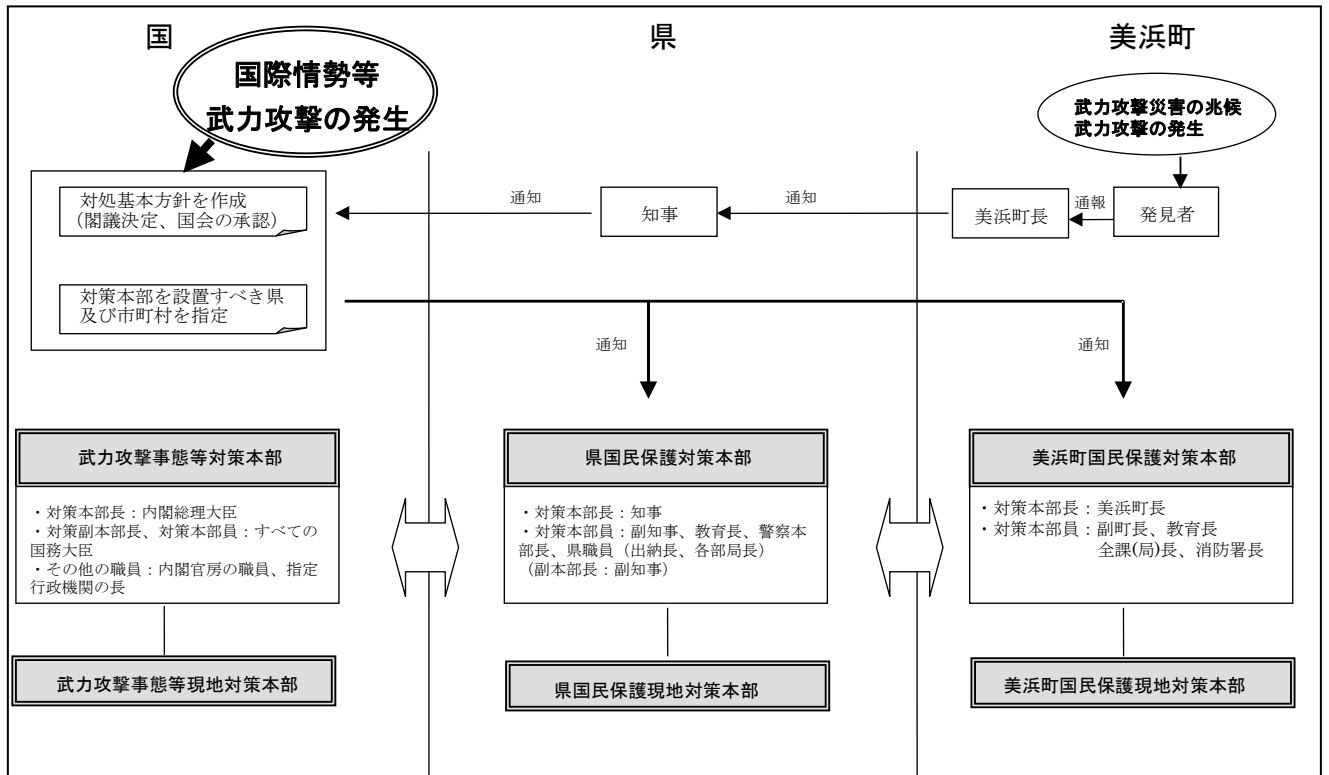 国
県
美浜町
国際情勢等
武力攻撃の発生
武力攻撃災害の兆候
武力攻撃の発生
対処基本方針を作成
(閣議決定、国会の承認)
通知
知事
通知
美浜町長
通報
発見者
対策本部を設置すべき県
及び市町村を指定
通知
通知
武力攻撃事態等対策本部
・対策本部長：内閣総理大臣
・対策副本部長、対策本部員：すべての
国務大臣
・その他の職員：内閣官房の職員、指定
行政機関の長
県国民保護対策本部
・対策本部長：知事
・対策本部員：副知事、教育長、警察本
部長、県職員（出納長、各部局長）
（副本部長：副知事）
美浜町国民保護対策本部
・対策本部長：美浜町長
・対策本部員：副町長、教育長
全課(局)長、消防署長
武力攻撃事態等現地対策本部
県国民保護現地対策本部
美浜町国民保護現地対策本部